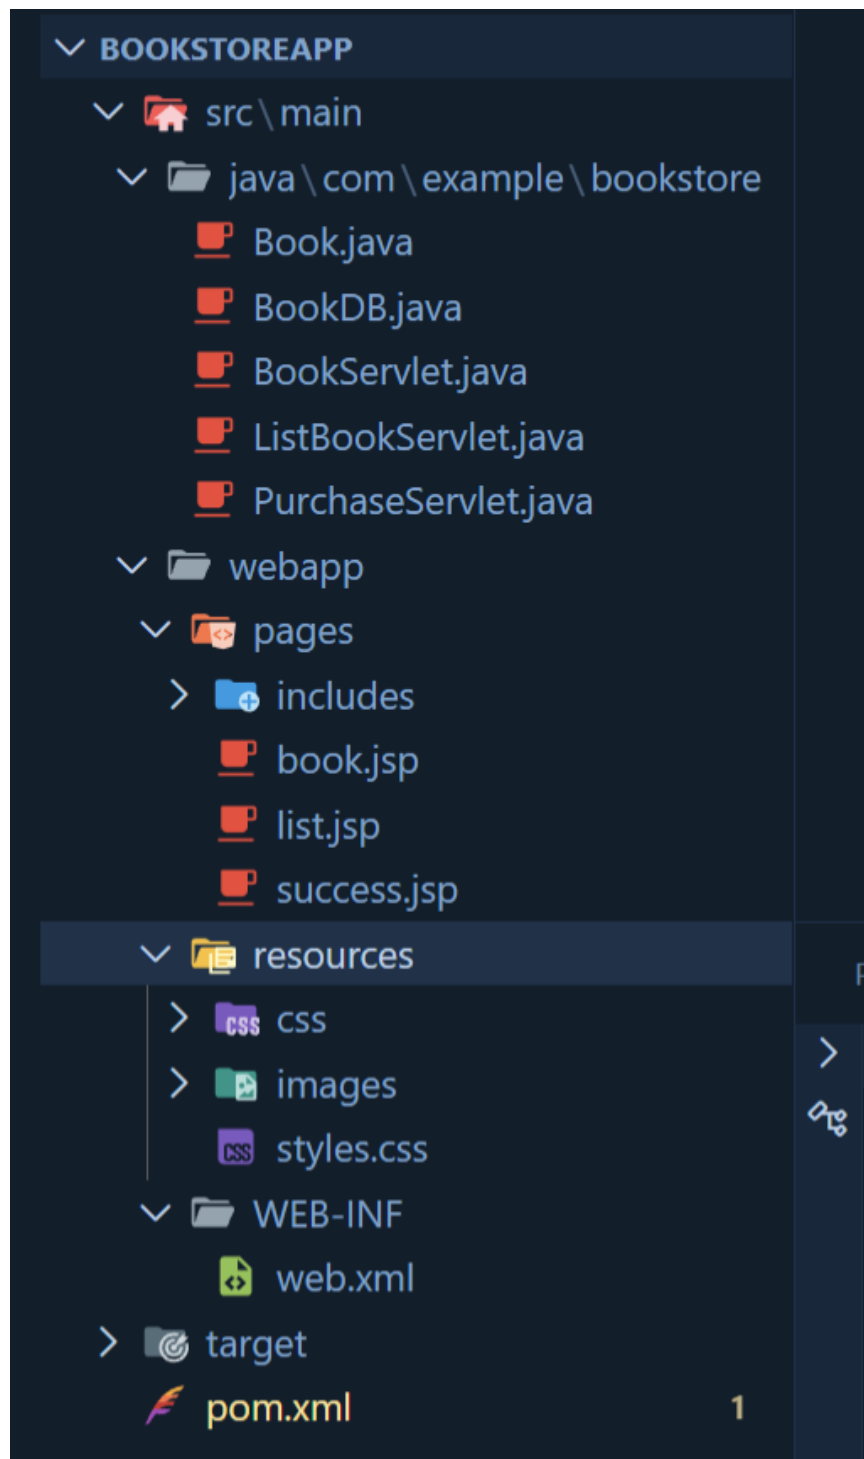 BOOKSTOREAPP
src\main
java\com\example\bookstore
Book.java
BookDB.java
BookServlet.java
ListBookServlet.java
PurchaseServlet.java
webapp
pages
includes
book.jsp
list.jsp
success.jsp
resources
css
css
images
css
styles.css
WEB-INF
web.xml
target
pom.xml 1